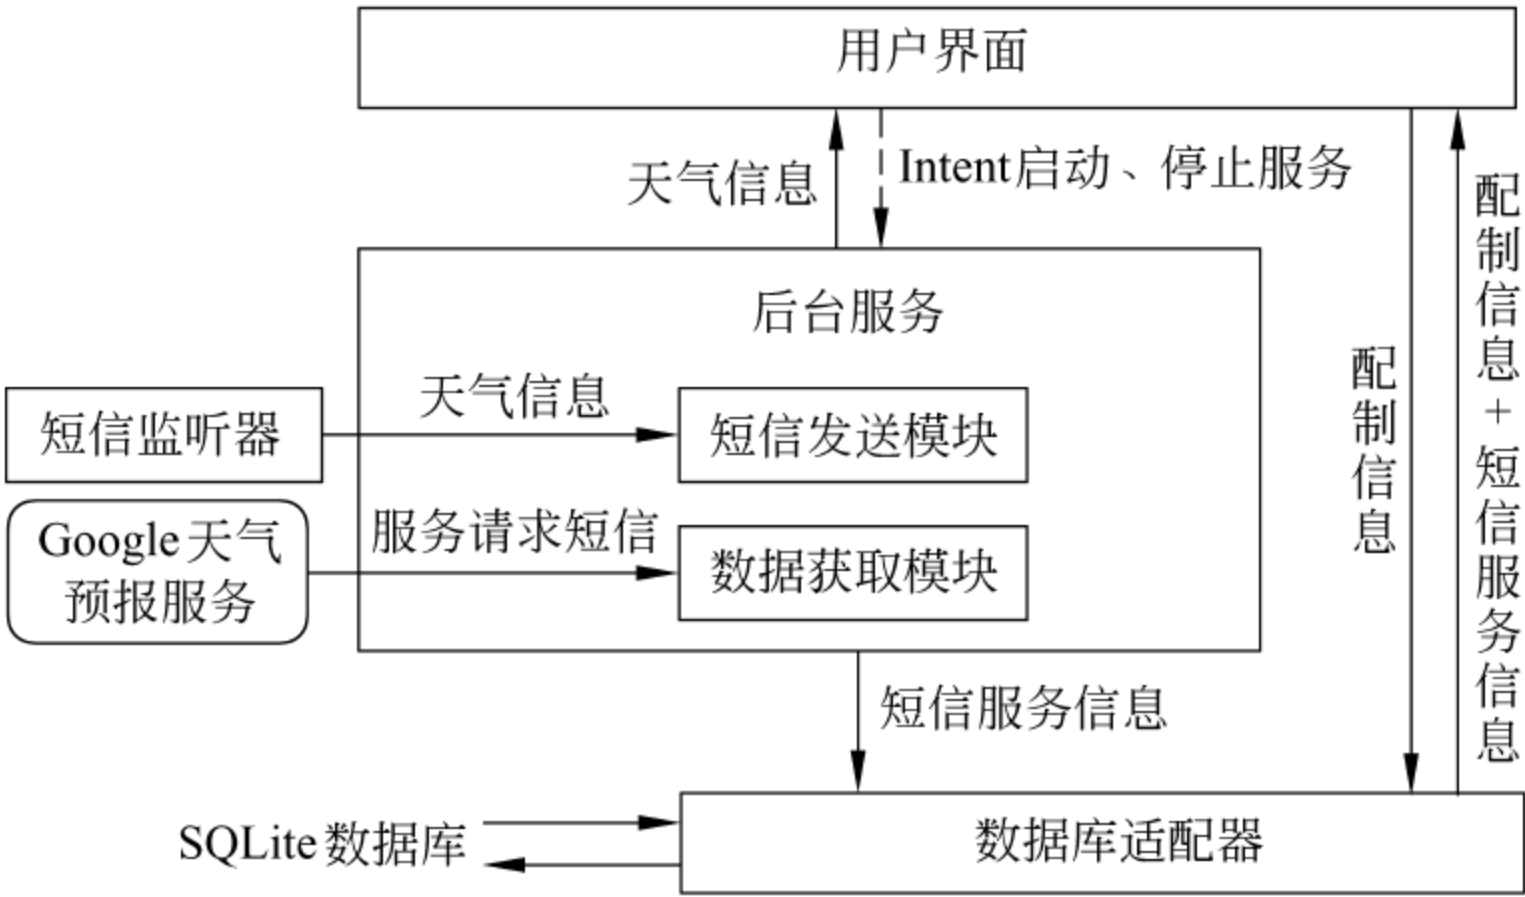 用户界面
天气信息
Intent启动、停止服务
后台服务
短信监听器
天气信息
短信发送模块
Google天气
预报服务
服务请求短信
数据获取模块
配制信息
配制信息+短信服务信息
短信服务信息
SQLite数据库
数据库适配器